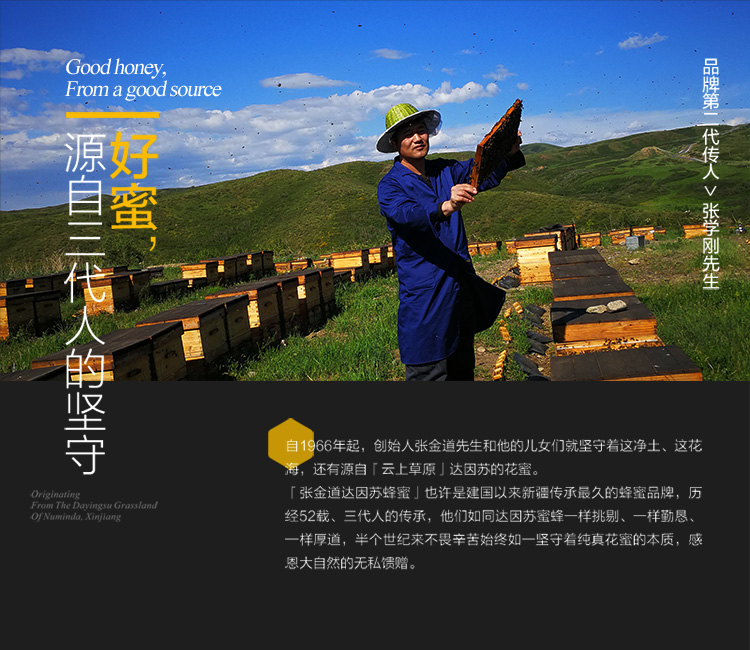 Good honey,
From a good source
好蜜，
源自三代人的坚守
品牌第二代传人 > 张学刚先生
自1966年起，创始人张金道先生和他的儿女们就坚守着这净土、这花
海，还有源自「云上草原」达因苏的花蜜。
「张金道达因苏蜂蜜」也许是建国以来新疆传承最久的蜂蜜品牌，历
经52载、三代人的传承，他们如同达因苏蜜蜂一样挑剔、一样勤恳、
一样厚道，半个世纪来不畏辛苦始终如一坚守着纯真花蜜的本质，感
恩大自然的无私馈赠。
Originating
From The Dayingsu Grassland
Of Numinda, Xinjiang